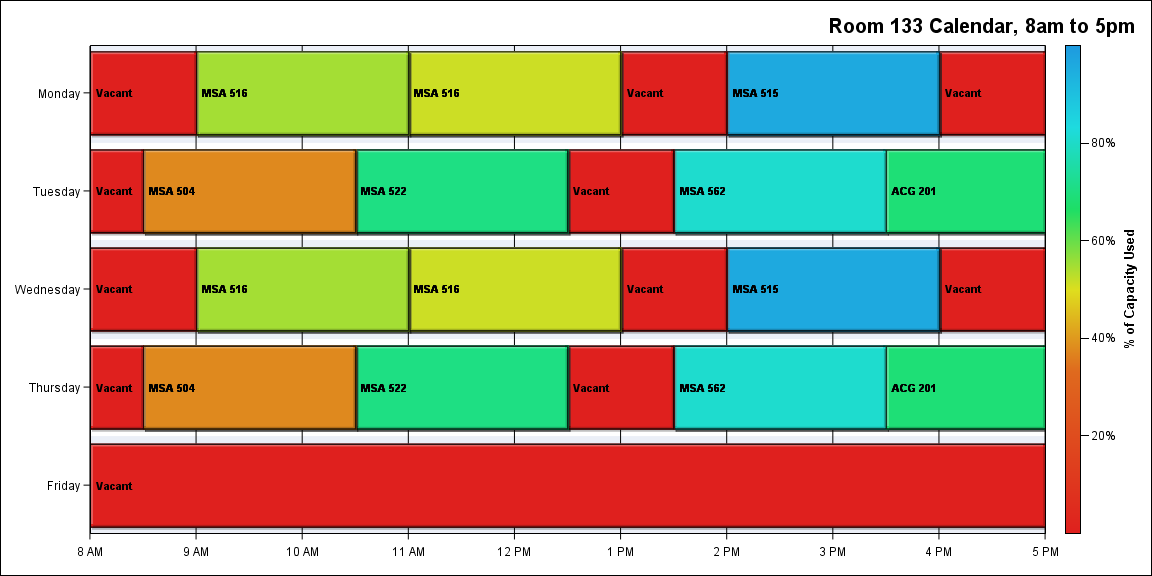 Room 133 Calendar, 8am to 5pm
Monday
Vacant
MSA 516
MSA 516
Vacant
MSA 515
Vacant
Tuesday
Vacant
MSA 504
MSA 522
Vacant
MSA 562
ACG 201
Wednesday
Vacant
MSA 516
MSA 516
Vacant
MSA 515
Vacant
Thursday
Vacant
MSA 504
MSA 522
Vacant
MSA 562
ACG 201
Friday
Vacant
8 AM
9 AM
10 AM
11 AM
12 PM
1 PM
2 PM
3 PM
4 PM
5 PM
80%
60%
40%
20%
% of Capacity Used